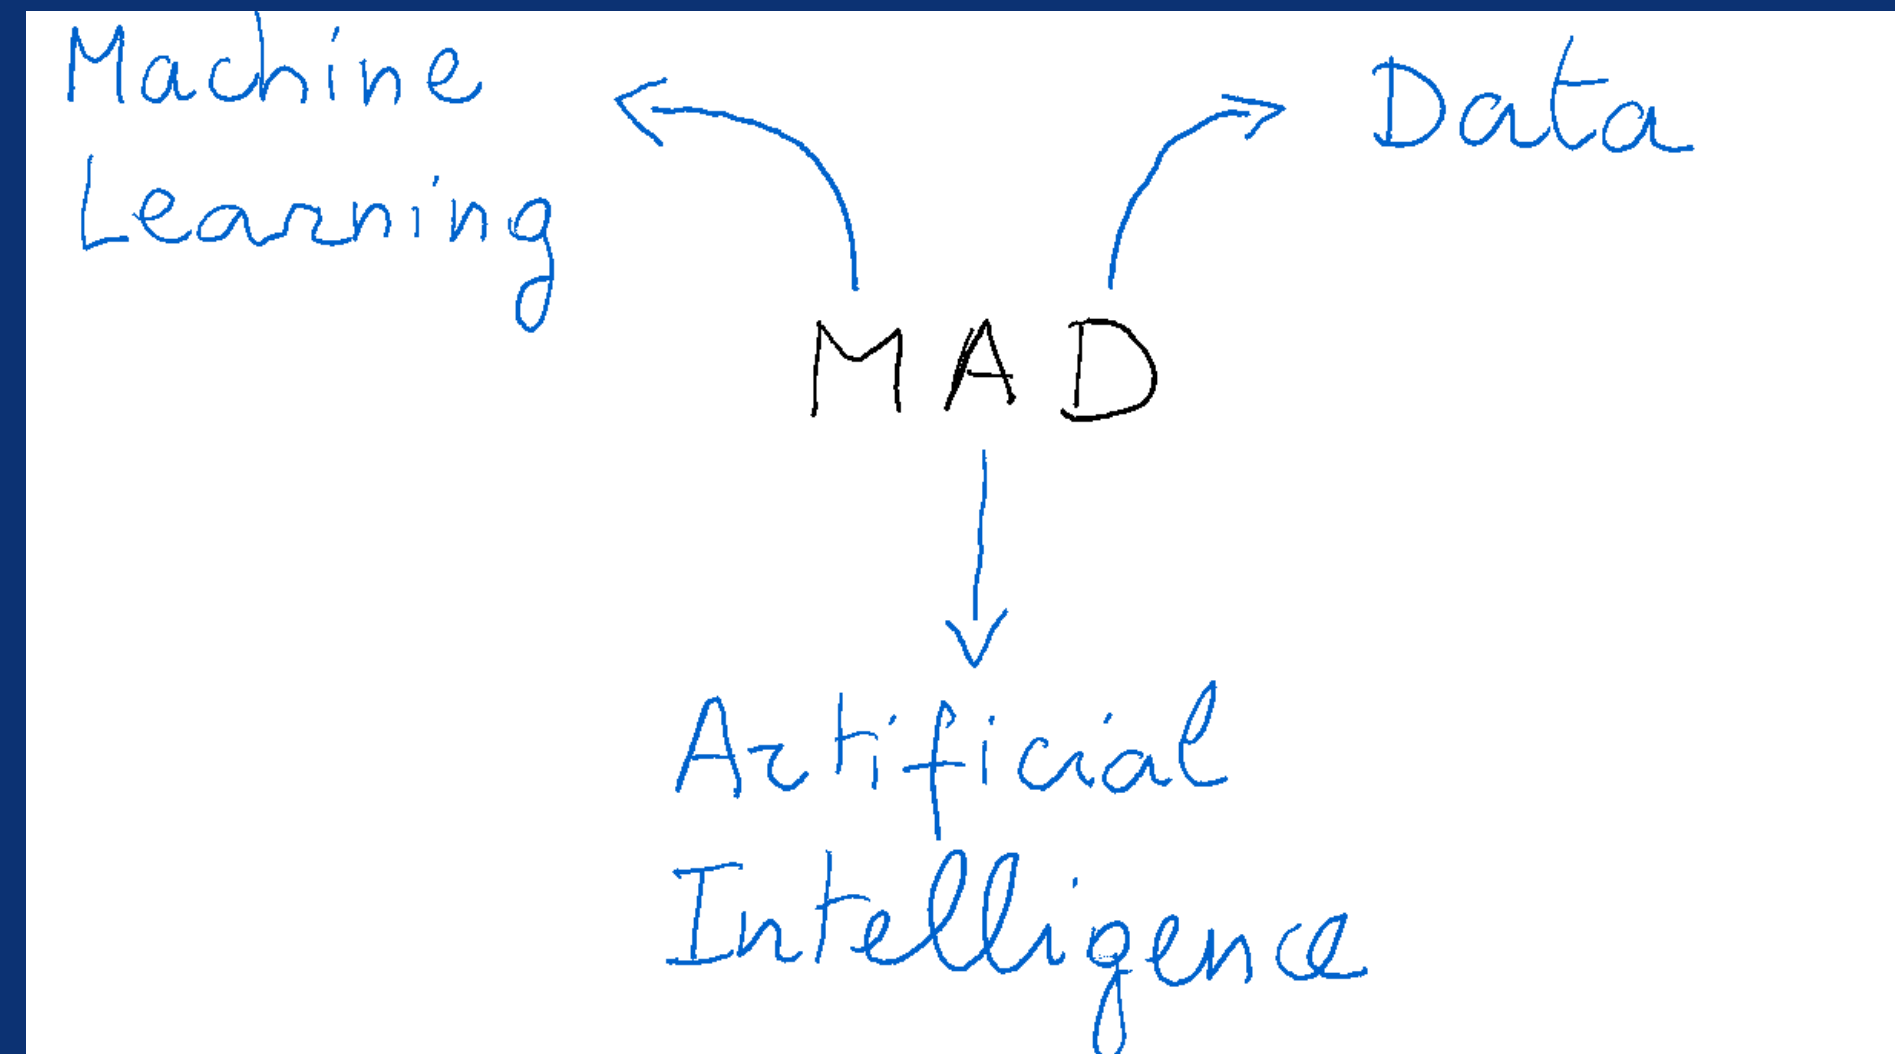 Machine
Learning
Data
MAD
Artificial
Intelligence